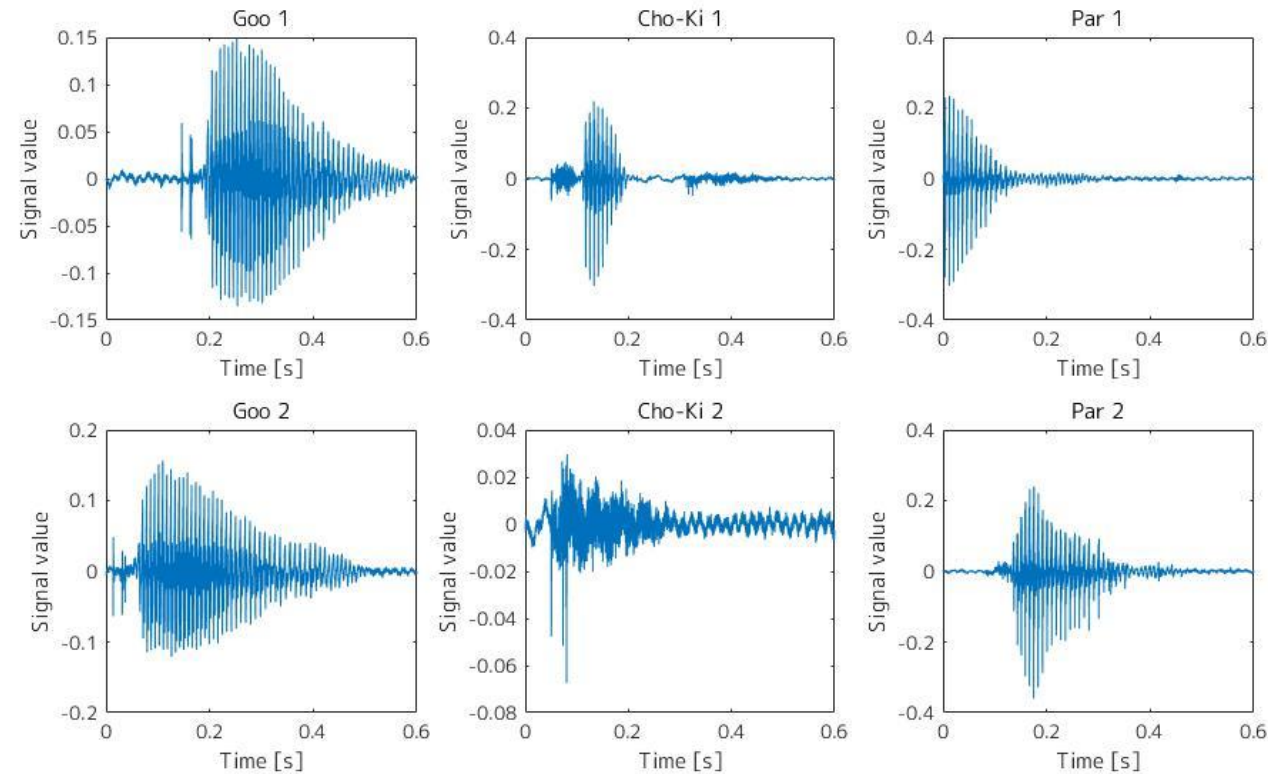 Goo 1
0.15
0.1
0.05
0
-0.05
-0.1
-0.15
Signal value
0 0.2 0.4 0.6
Time [s]
Cho-Ki 1
0.4
0.2
0
-0.2
-0.4
Signal value
0 0.2 0.4 0.6
Time [s]
Par 1
0.4
0.2
0
-0.2
-0.4
Signal value
0 0.2 0.4 0.6
Time [s]
Goo 2
0.2
0.1
0
-0.1
-0.2
Signal value
0 0.2 0.4 0.6
Time [s]
Cho-Ki 2
0.04
0.02
0
-0.02
-0.04
-0.06
-0.08
Signal value
0 0.2 0.4 0.6
Time [s]
Par 2
0.4
0.2
0
-0.2
-0.4
Signal value
0 0.2 0.4 0.6
Time [s]